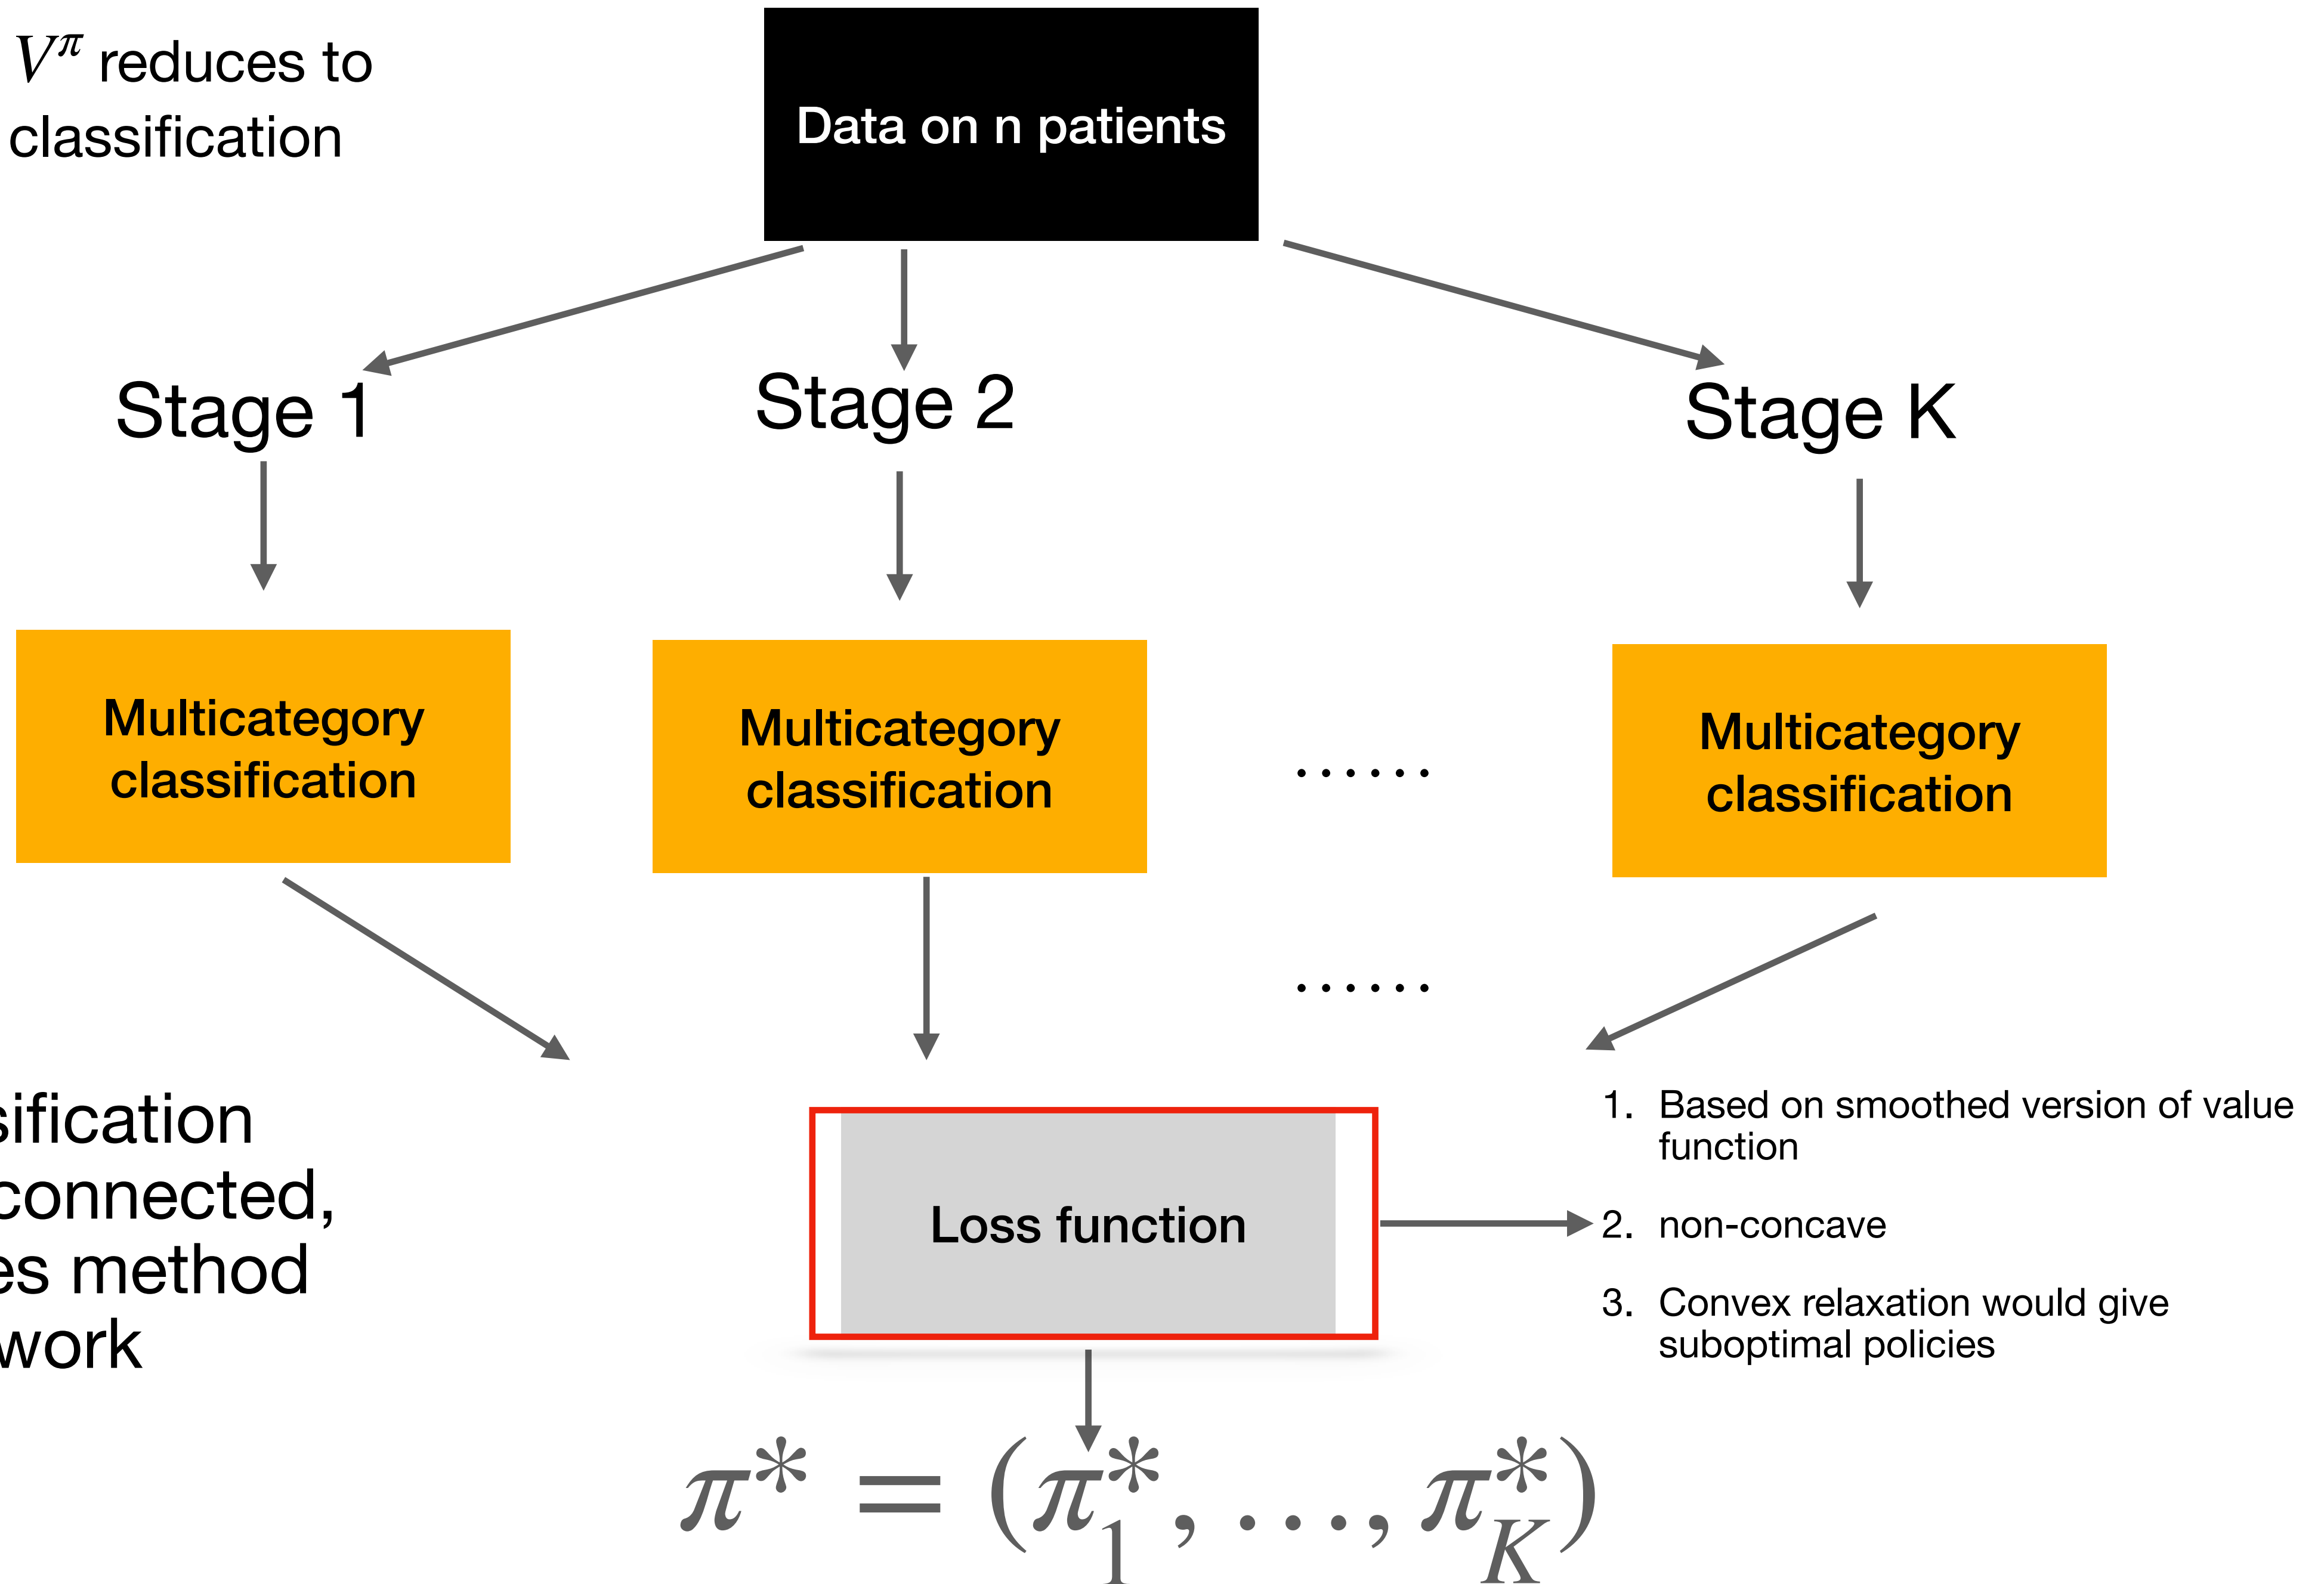 V^π reduces to
classification
Data on n patients
Stage 1
Stage 2
Stage K
Multicategory
classification
Multicategory
classification
......
Multicategory
classification
......
connected,
method
work
Loss function
1. Based on smoothed version of value
function
2. non-concave
3. Convex relaxation would give
suboptimal policies
π* = (π*_1, …., π*_K)